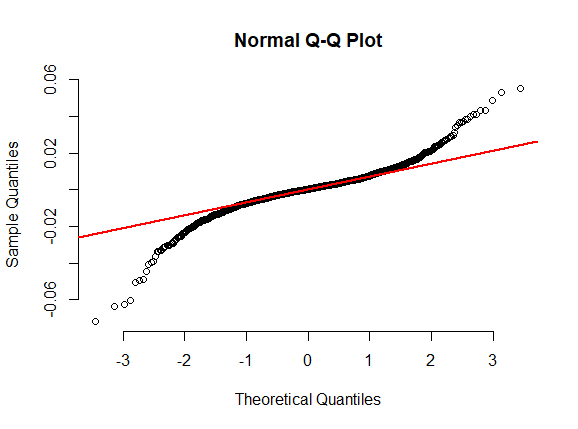 Normal Q-Q Plot
Sample Quantiles
0.06
0.02
-0.02
-0.06
-3 -2 -1 0 1 2 3
Theoretical Quantiles